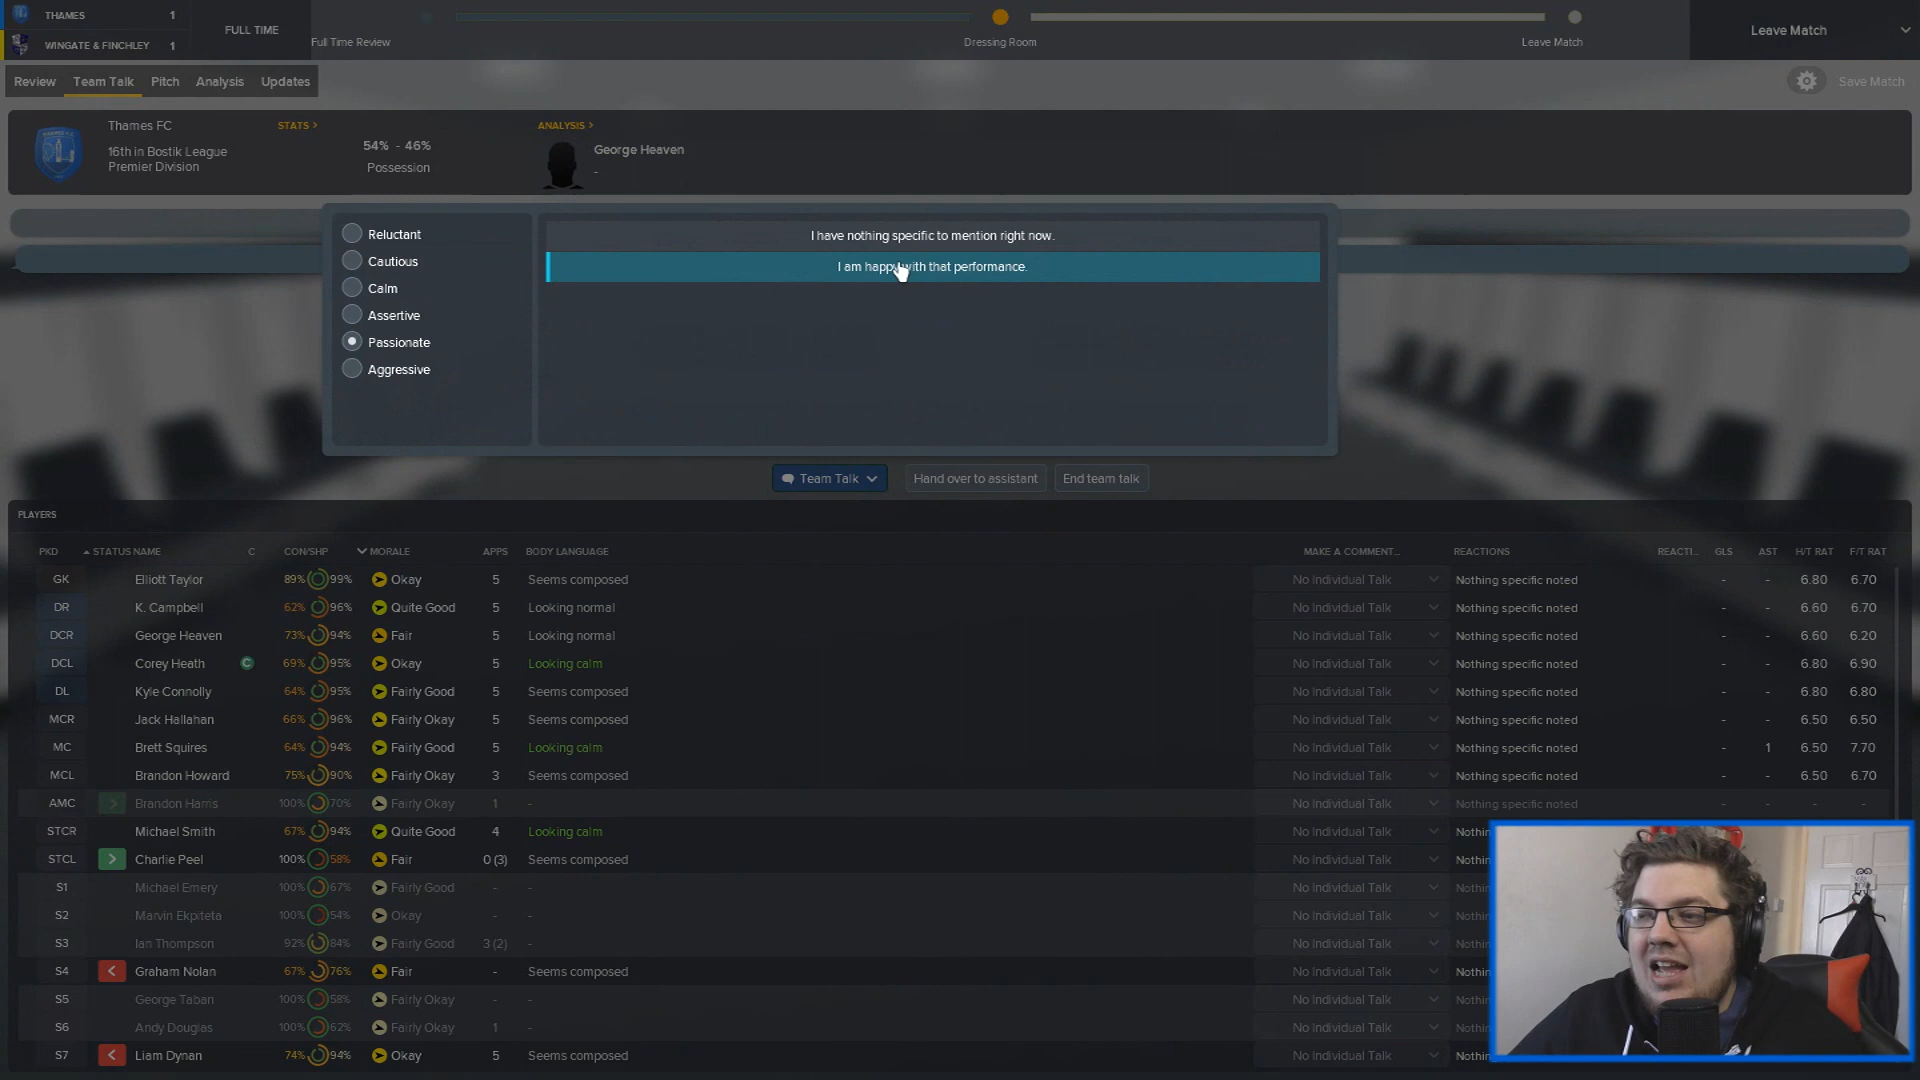 THAMES 1
WINGATE & FINCHLEY 1
FULL TIME
Full Time Review
Dressing Room
Leave Match
Leave Match
Review Team Talk Pitch Analysis Updates
Save Match
Thames FC
16th in Bostik League
Premier Division
STATS >
54% - 46%
Possession
ANALYSIS >
George Heaven
-
Reluctant
Cautious
Calm
Assertive
Passionate
Aggressive
I have nothing specific to mention right now.
I am happy with that performance.
Team Talk
Hand over to assistant
End team talk
PLAYERS
PKD STATUS NAME C CON/SHP MORALE APPS BODY LANGUAGE MAKE A COMMENT... REACTIONS REACTI... GLS AST H/T RAT F/T RAT
GK Elliott Taylor 89% 99% Okay 5 Seems composed No Individual Talk Nothing specific noted - - 6.80 6.70
DR K. Campbell 62% 96% Quite Good 5 Looking normal No Individual Talk Nothing specific noted - - 6.60 6.70
DCR George Heaven 73% 94% Fair 5 Looking normal No Individual Talk Nothing specific noted - - 6.60 6.20
DCL Corey Heath C 69% 95% Okay 5 Looking calm No Individual Talk Nothing specific noted - - 6.80 6.90
DL Kyle Connolly 64% 95% Fairly Good 5 Seems composed No Individual Talk Nothing specific noted - - 6.80 6.80
MCR Jack Hallahan 66% 96% Fairly Okay 5 Seems composed No Individual Talk Nothing specific noted - - 6.50 6.50
MC Brett Squires 64% 94% Fairly Good 5 Looking calm No Individual Talk Nothing specific noted - 1 6.50 7.70
MCL Brandon Howard 75% 90% Fairly Okay 3 Seems composed No Individual Talk Nothing specific noted - - 6.50 6.70
AMC Brandon Harris 100% 70% Fairly Okay 1 - No Individual Talk Nothing specific noted - - - -
STCR Michael Smith 67% 94% Quite Good 4 Looking calm No Individual Talk Nothin
STCL Charlie Peel 100% 58% Fair 0 (3) Seems composed No Individual Talk Nothin
S1 Michael Emery 100% 67% Fairly Good - - No Individual Talk Nothin
S2 Marvin Ekpiteta 100% 54% Okay - - No Individual Talk Nothin
S3 Ian Thompson 92% 84% Fairly Good 3 (2) - No Individual Talk Nothin
S4 Graham Nolan 67% 76% Fair - Seems composed No Individual Talk Nothin
S5 George Taban 100% 58% Fairly Okay - - No Individual Talk Nothin
S6 Andy Douglas 100% 62% Fairly Okay 1 - No Individual Talk Nothin
S7 Liam Dynan 74% 94% Okay 5 Seems composed No Individual Talk Nothin